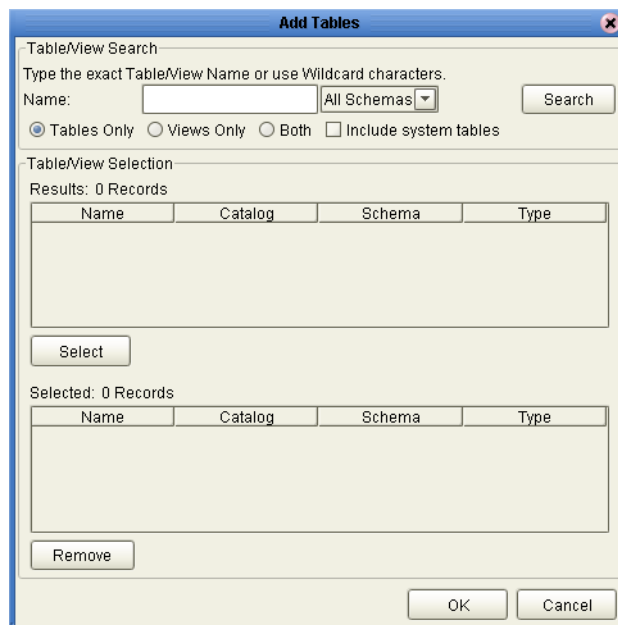 Add Tables
Table/View Search
Type the exact Table/View Name or use Wildcard characters.
Name: All Schemas Search
Tables Only Views Only Both Include system tables
Table/View Selection
Results: 0 Records
Name Catalog Schema Type
Select
Selected: 0 Records
Name Catalog Schema Type
Remove
OK Cancel